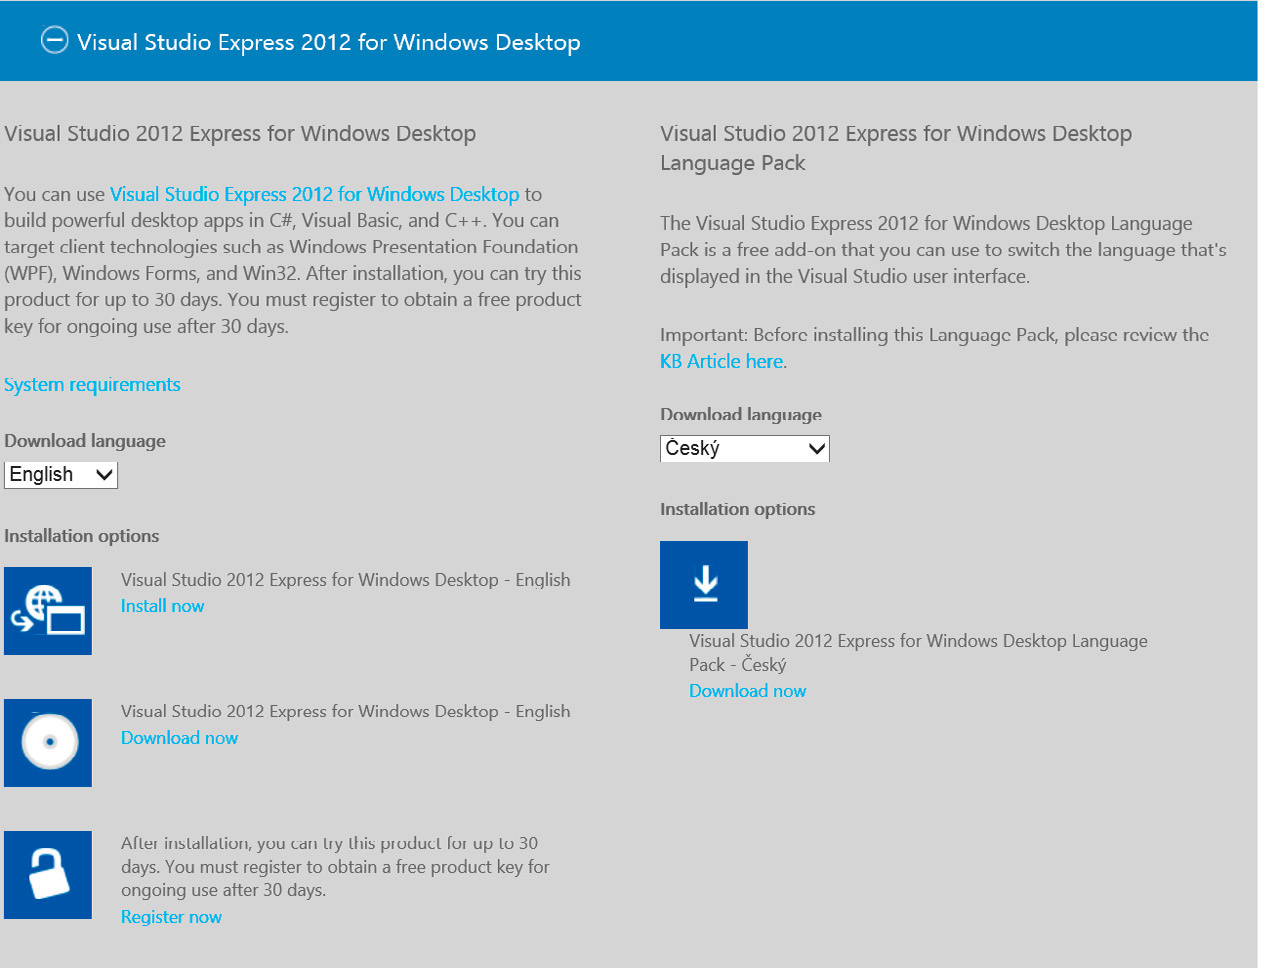 Visual Studio Express 2012 for Windows Desktop
Visual Studio 2012 Express for Windows Desktop
You can use Visual Studio Express 2012 for Windows Desktop to
build powerful desktop apps in C#, Visual Basic, and C++. You can
target client technologies such as Windows Presentation Foundation
(WPF), Windows Forms, and Win32. After installation, you can try this
product for up to 30 days. You must register to obtain a free product
key for ongoing use after 30 days.
System requirements
Download language
English
Installation options
Visual Studio 2012 Express for Windows Desktop - English
Install now
Visual Studio 2012 Express for Windows Desktop - English
Download now
After installation, you can try this product for up to 30
days. You must register to obtain a free product key for
ongoing use after 30 days.
Register now
Visual Studio 2012 Express for Windows Desktop
Language Pack
The Visual Studio Express 2012 for Windows Desktop Language
Pack is a free add-on that you can use to switch the language that's
displayed in the Visual Studio user interface.
Important: Before installing this Language Pack, please review the
KB Article here.
Download language
Český
Installation options
Visual Studio 2012 Express for Windows Desktop Language
Pack - Český
Download now